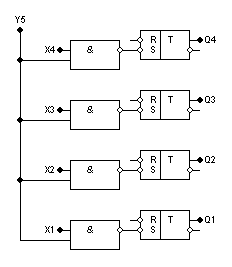 Y5
X4 & R T Q4
S
X3 & R T Q3
S
X2 & R T Q2
S
X1 & R T Q1
S